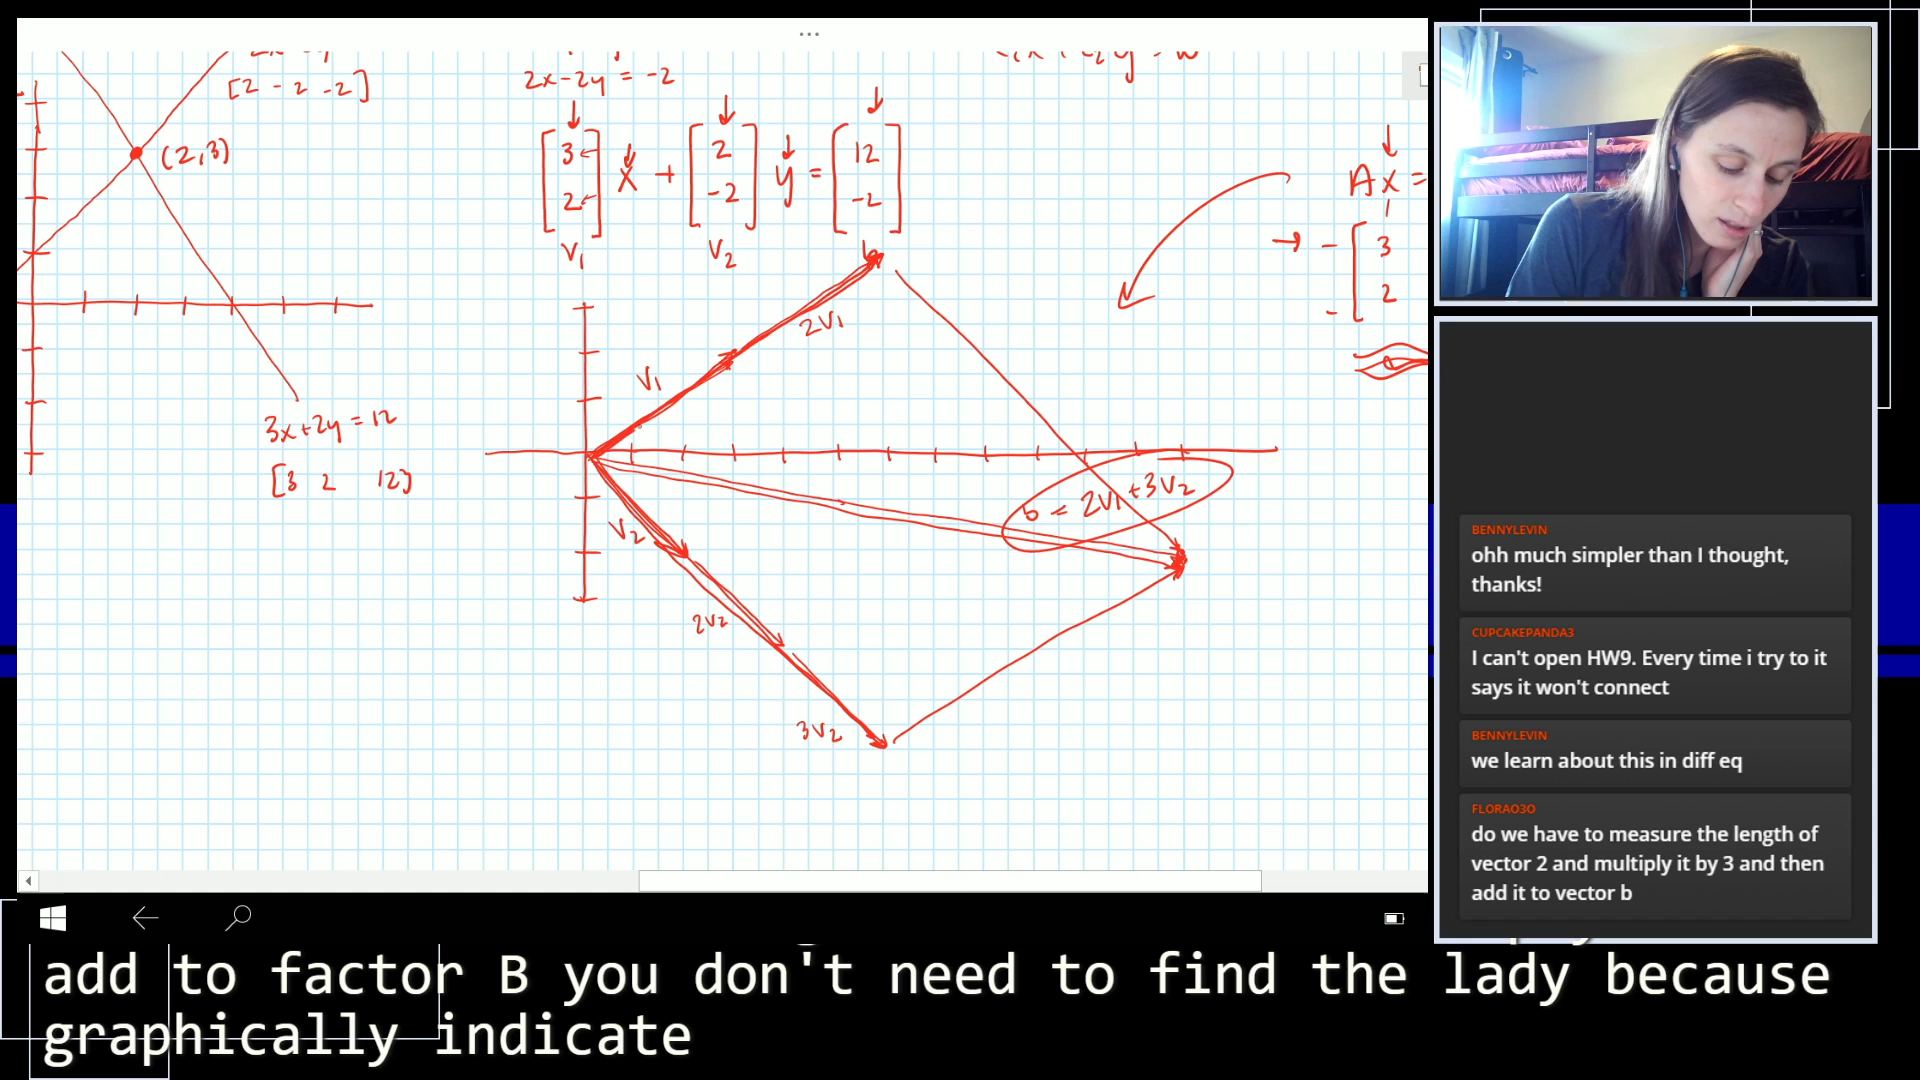 [2 - 2 -2]
(2,3)
3x+2y=12
[3 2 12]
2x-2y = -2
[3 2] x + [2 -2] y = [12 -2]
V1 V2 b
V1
2V1
V2
2V2
3V2
b = 2V1+3V2
Ax =
3
2
BENNYLEVIN
ohh much simpler than I thought,
thanks!
CUPCAKEPANDA3
I can't open HW9. Every time i try to it
says it won't connect
BENNYLEVIN
we learn about this in diff eq
FLORAO3O
do we have to measure the length of
vector 2 and multiply it by 3 and then
add it to vector b
add to factor B you don't need to find the lady because
graphically indicate